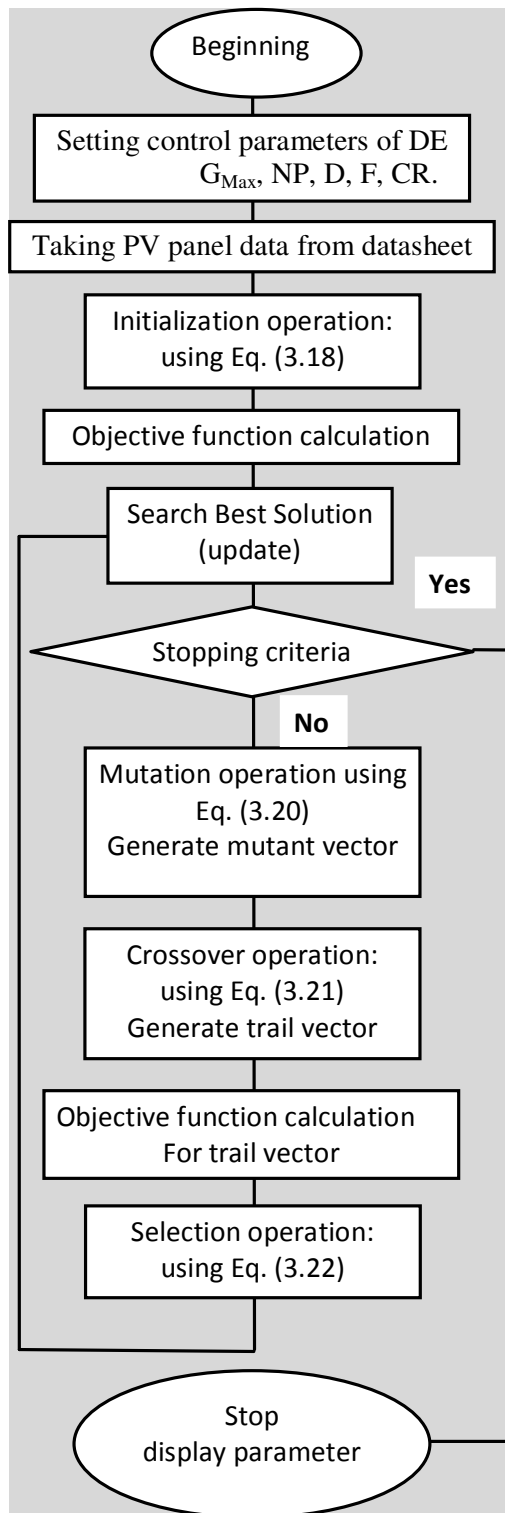 Beginning
Setting control parameters of DE
G_Max, NP, D, F, CR.
Taking PV panel data from datasheet
Initialization operation:
using Eq. (3.18)
Objective function calculation
Search Best Solution
(update)
Yes
Stopping criteria
No
Mutation operation using
Eq. (3.20)
Generate mutant vector
Crossover operation:
using Eq. (3.21)
Generate trail vector
Objective function calculation
For trail vector
Selection operation:
using Eq. (3.22)
Stop
display parameter